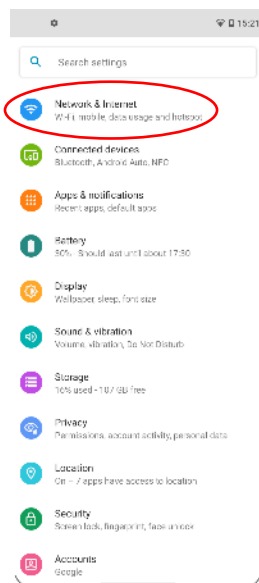 15:21
Search settings
Network & Internet
Wi-Fi, mobile, data usage and hotspot
Connected devices
Bluetooth, Android Auto, NFC
Apps & notifications
Recent apps, default apps
Battery
30% - Should last until about 17:30
Display
Wallpaper, sleep, font size
Sound & vibration
Volume, vibration, Do Not Disturb
Storage
16% used - 107 GB free
Privacy
Permissions, account activity, personal data
Location
On – 7 apps have access to location
Security
Screen lock, fingerprint, face unlock
Accounts
Google